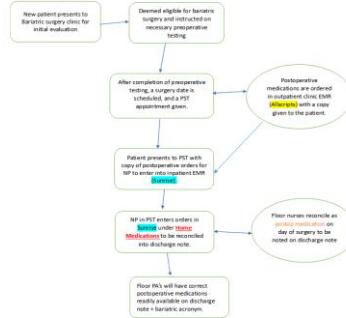 New patient presents to
Bariatric surgery clinic for
initial evaluation
Deemed eligible for bariatric
surgery and instructed on
necessary preoperative
testing
After completion of preoperative
testing, a surgery date is
scheduled, and a PST
appointment given.
Postoperative
medications are ordered
in outpatient clinic EMR
(Allscripts) with a copy
given to the patient.
Patient presents to PST with
copy of postoperative orders for
NP to enter into inpatient EMR
(Sunrise).
NP in PST enters orders in
Sunrise under Home
Medications to be reconciled
into discharge note.
Floor nurses reconcile as
postop medication on
day of surgery to be
noted on discharge note
Floor PA's will have correct
postoperative medications
readily available on discharge
note = bariatric acronym.